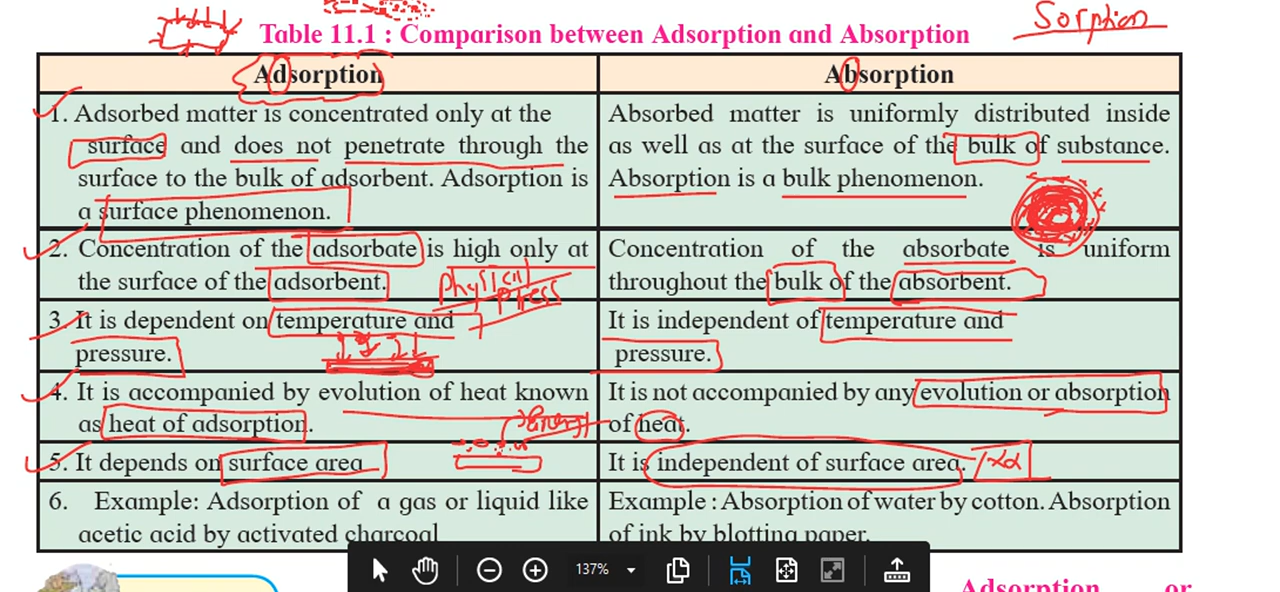 Sorption
Table 11.1 : Comparison between Adsorption and Absorption
Adsorption
Absorption
1. Adsorbed matter is concentrated only at the
surface and does not penetrate through the
surface to the bulk of adsorbent. Adsorption is
a surface phenomenon.
Absorbed matter is uniformly distributed inside
as well as at the surface of the bulk of substance.
Absorption is a bulk phenomenon.
2. Concentration of the adsorbate is high only at
the surface of the adsorbent.
Concentration of the absorbate is uniform
throughout the bulk of the absorbent.
3. It is dependent on temperature and
pressure.
It is independent of temperature and
pressure.
4. It is accompanied by evolution of heat known
as heat of adsorption.
It is not accompanied by any evolution or absorption
of heat.
5. It depends on surface area
It is independent of surface area.
6. Example: Adsorption of a gas or liquid like
acetic acid by activated charcoal
Example : Absorption of water by cotton. Absorption
of ink by blotting paper.
137%
Adsorption or